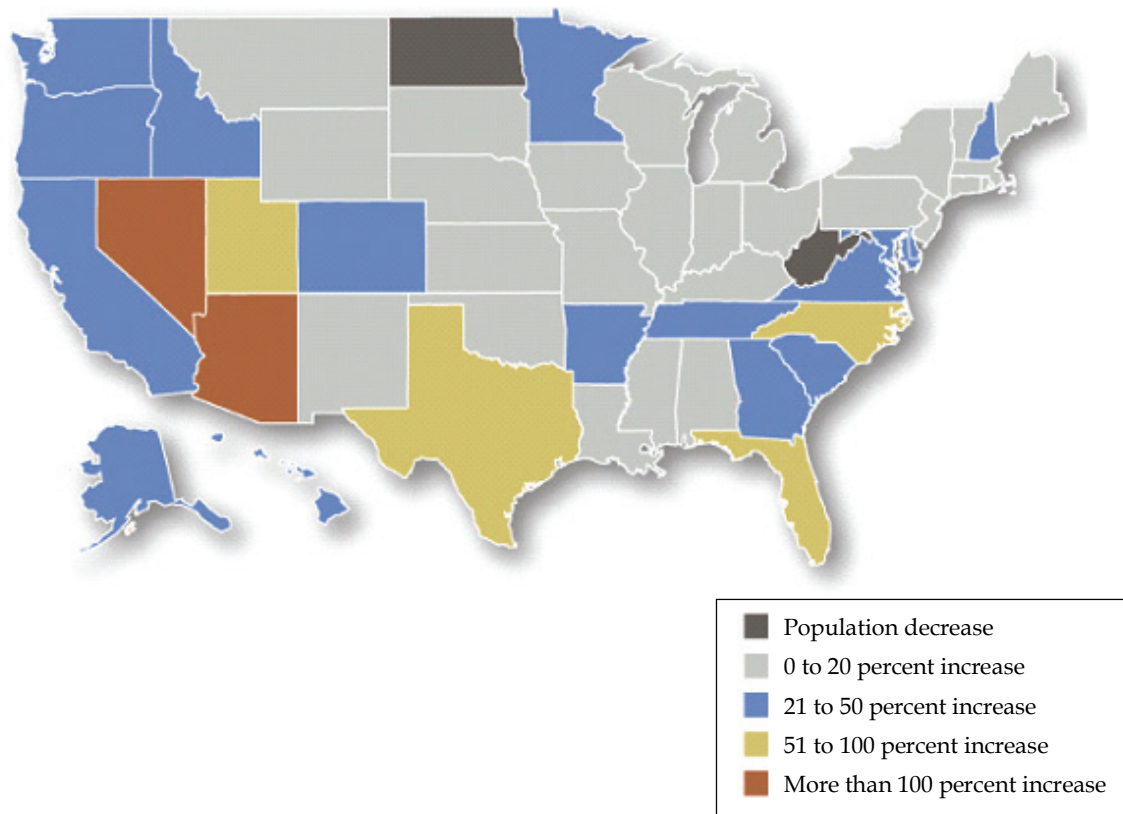 Population decrease
0 to 20 percent increase
21 to 50 percent increase
51 to 100 percent increase
More than 100 percent increase